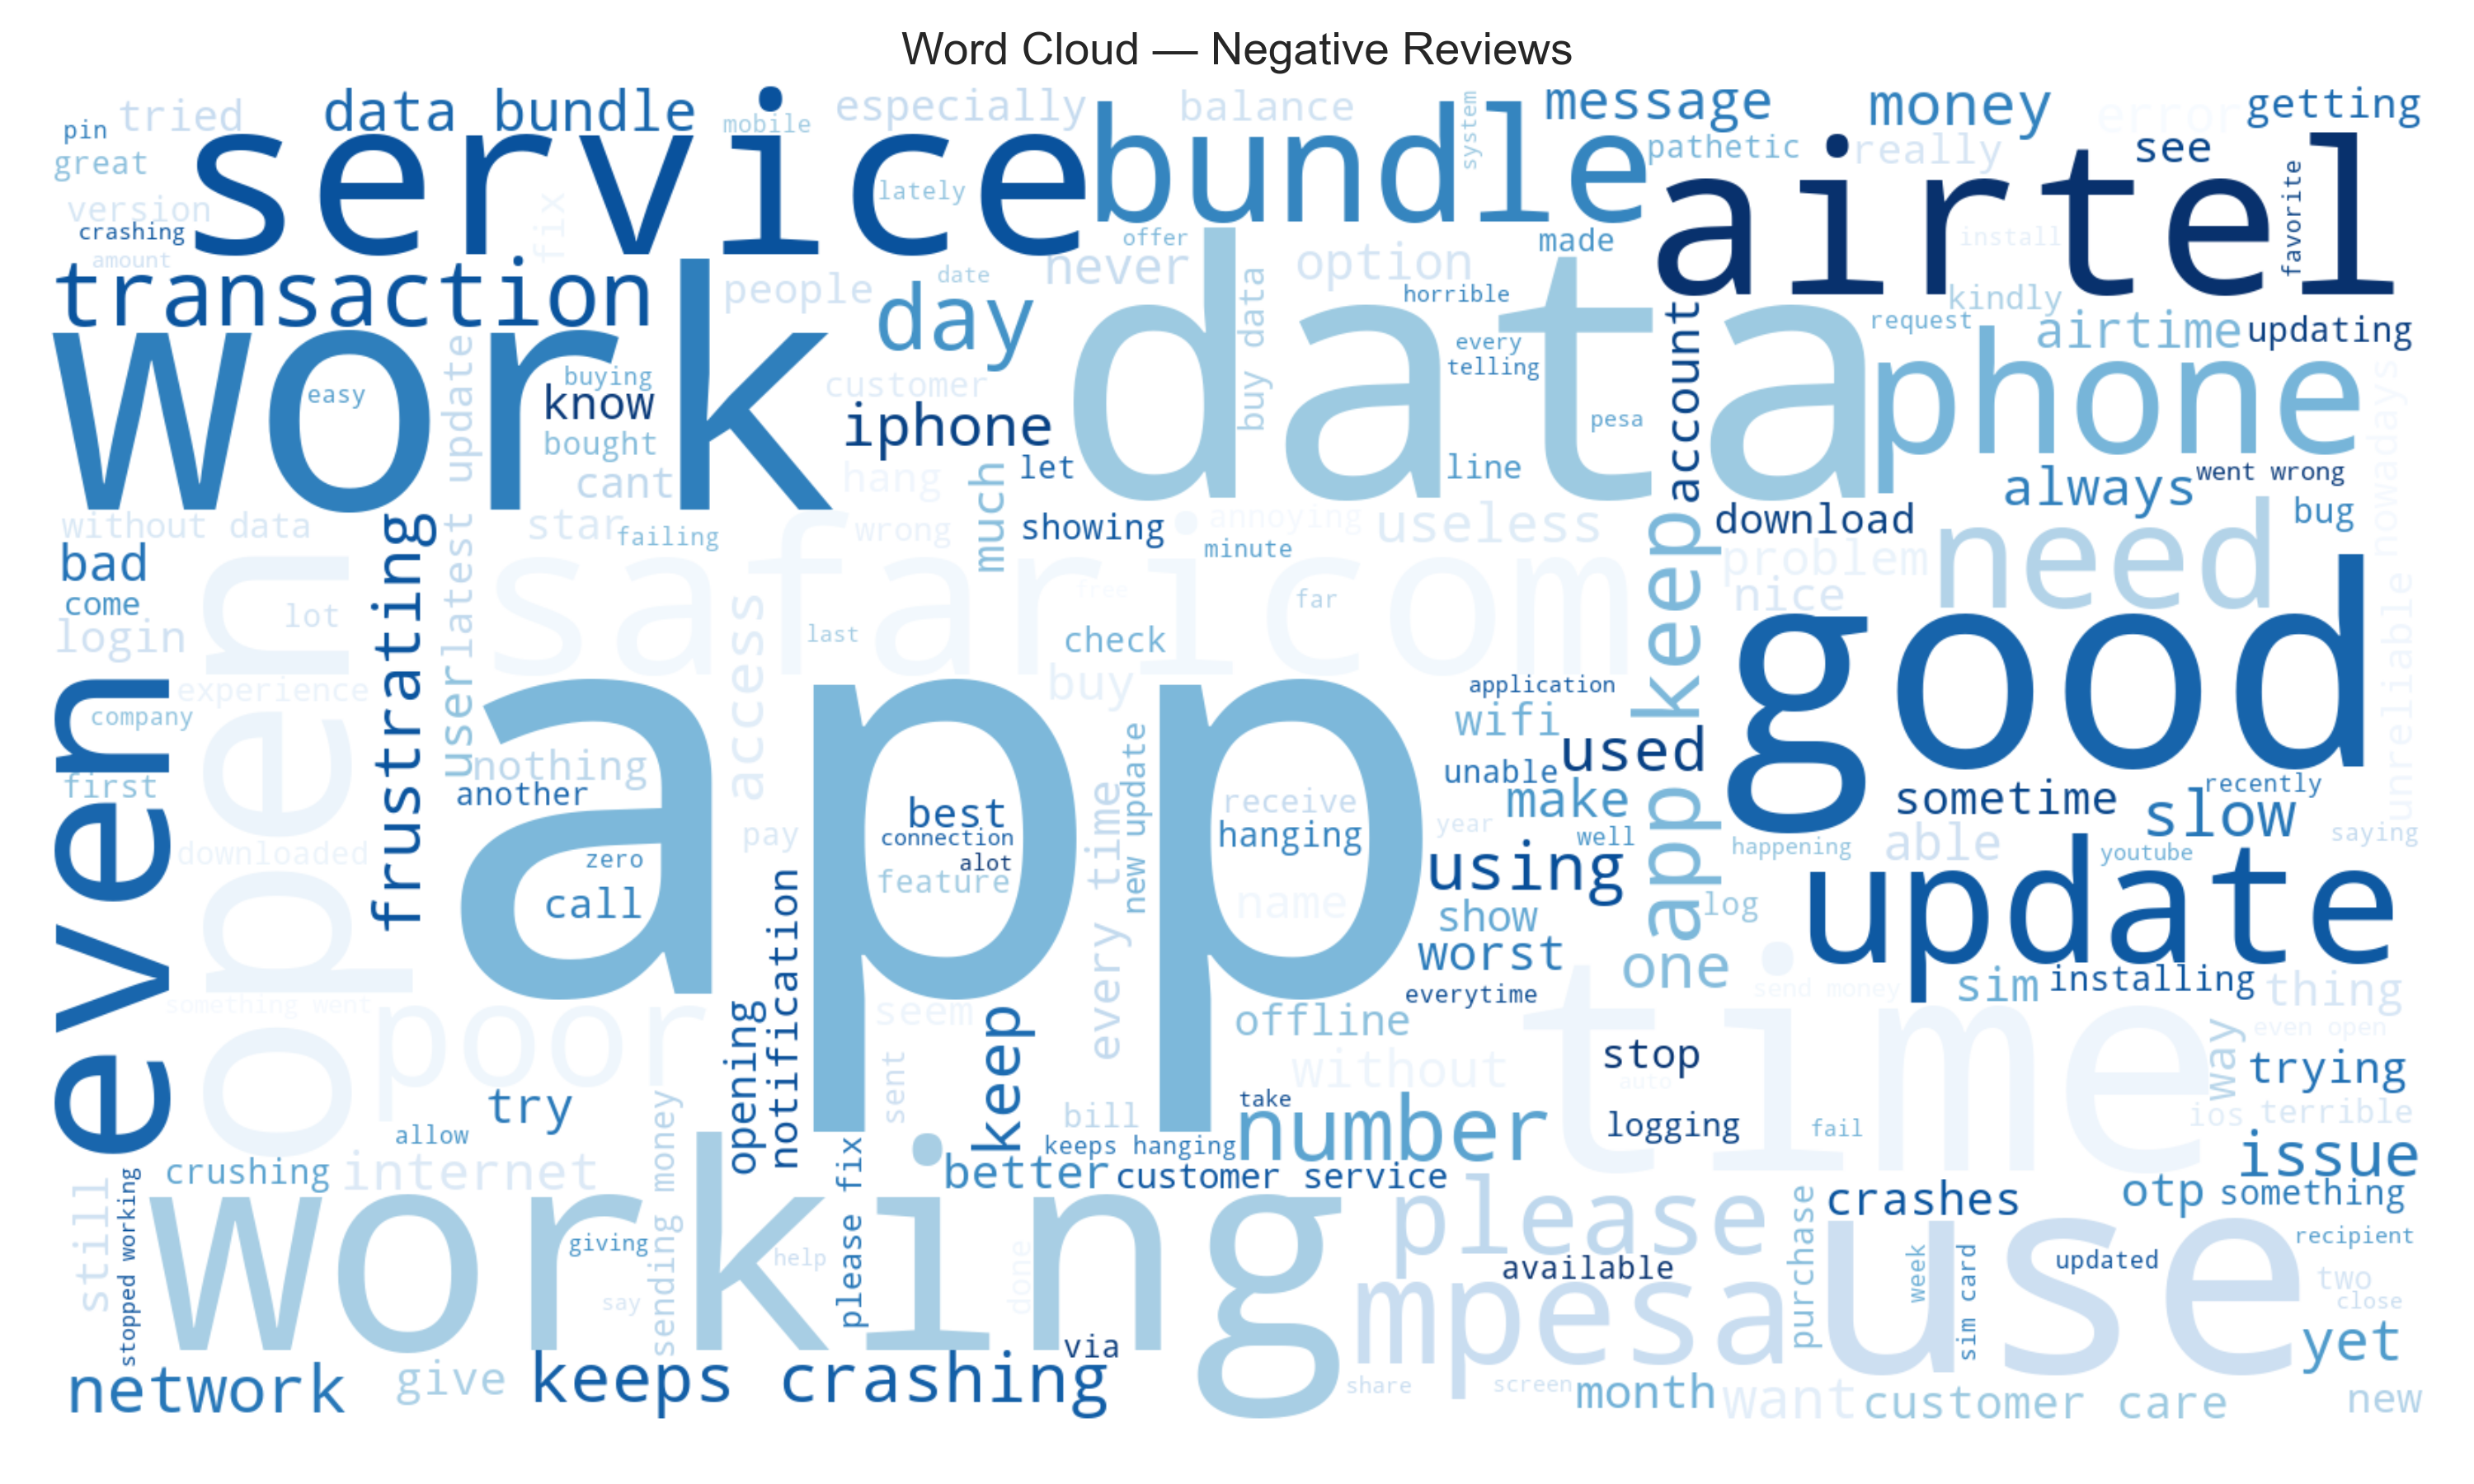 Word Cloud — Negative Reviews
pin
tried
data bundle
mobile
especially
balance
system
message
money
error
getting
great
service
bundle
pathetic
really
see
airtel
favorite
version
fix
lately
crashing
amount
offer
made
install
transaction
people
date
day
never
option
buy data
horrible
kindly
request
airtime
updating
work
data
every
telling
account
phone
easy
buying
know
bought
cant
customer
iphone
much
let
line
pesa
always
went wrong
nowadays
hang
without data
star
failing
wrong
showing
annoying
useless
minute
download
bug
bad
come
lot
login
frustrating
latest update
user
safaricom
free
far
problem
nice
need
open
even
experience
company
first
access
last
check
buy
app keep
good
unreliable
nothing
another
app
application
wifi
used
unable
make
sometime
recently
slow
saying
best
connection
alot
feature
receive
hanging
year
well
using
happening
able
youtube
downloaded
zero
call
pay
every time
new update
name
show
log
update
worst
one
everytime
something went
poor
opening
notification
seem
keep
offline
send money
sim
installing
thing
without
stop
auto
time
even open
way
trying
try
sent
bill
take
number
logging
fail
ios
terrible
allow
keeps hanging
better
customer service
issue
crushing
internet
sending money
please fix
please
crashes
otp
something
still
stopped working
working
giving
help
done
say
available
purchase
week
sim card
updated
recipient
mpesa
use
two
close
via
yet
network
give
keeps crashing
share
screen
month
want
customer care
new